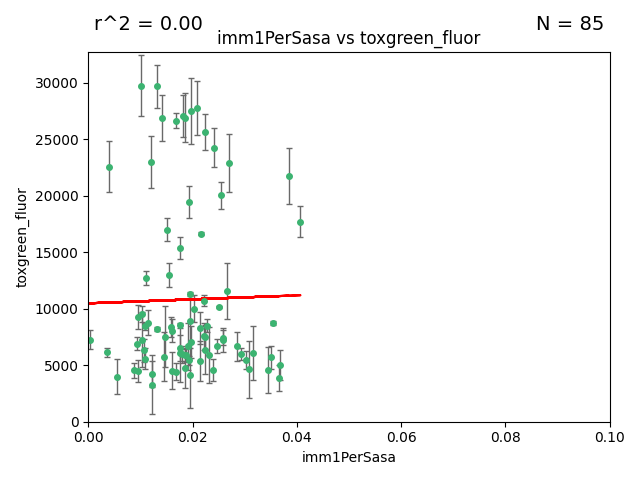 r^2 = 0.00
N = 85
imm1PerSasa vs toxgreen_fluor
toxgreen_fluor
30000
25000
20000
15000
10000
5000
0
0.00
0.02
0.04
0.06
0.08
0.10
imm1PerSasa